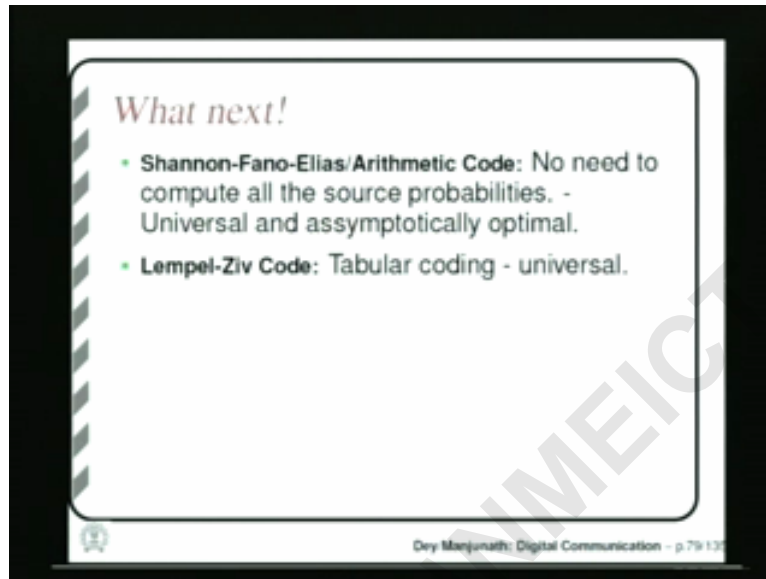 What next!
• Shannon-Fano-Elias/Arithmetic Code: No need to
compute all the source probabilities. -
Universal and assymptotically optimal.
• Lempel-Ziv Code: Tabular coding - universal.
Dey Manjunath: Digital Communication – p.79/135